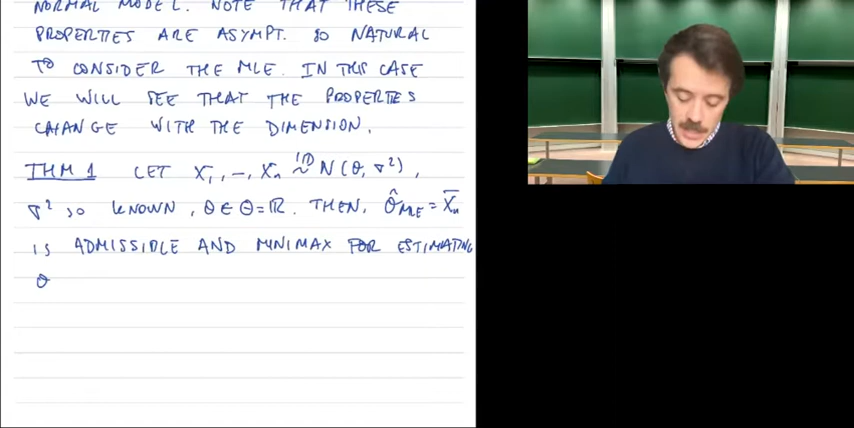 NORMAL MODEL. NOTE THAT THESE
PROPERTIES ARE ASYMPT. SO NATURAL
TO CONSIDER THE MLE. IN THIS CASE
WE WILL SEE THAT THE PROPERTIES
CHANGE WITH THE DIMENSION.
THM 1 LET X₁, –, Xₙ iid ~ N(θ, σ²),
σ² >0 KNOWN, θ ∈ Θ = ℝ. THEN, θ̂_MLE = X̄ₙ
IS ADMISSIBLE AND MINIMAX FOR ESTIMATING
θ